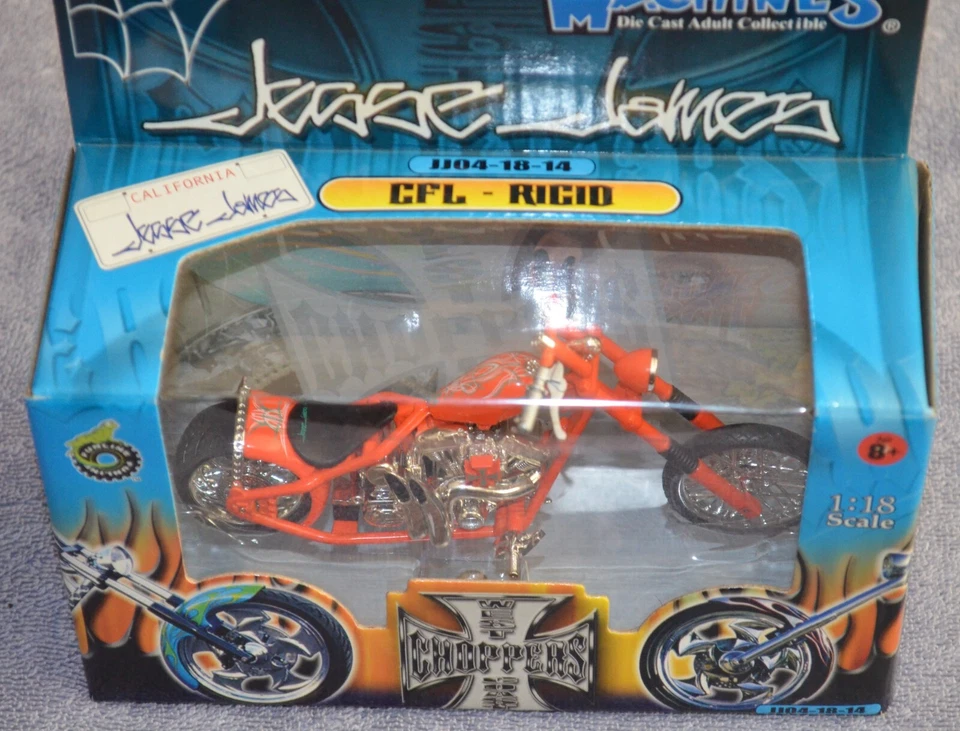 MACHINES
Die Cast Adult Collectible ®
Jesse James
JJ04-18-14
CFL - RIGID
CALIFORNIA
Jesse James
Age
8+
1:18
Scale
WEST
CHOPPERS
JJ04-18-14